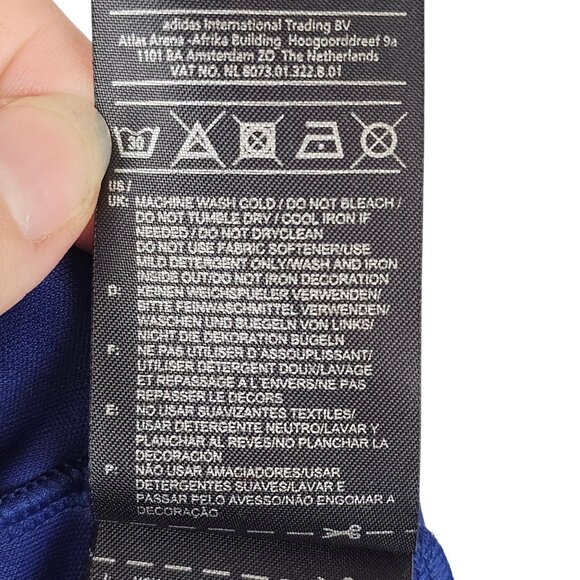 adidas International Trading BV
Atlas Arena -Afrika Building, Hoogoorddreef 9a
1101 BA Amsterdam ZO The Netherlands
VAT NO. NL 8073.01.322.B.01
30
US /
UK: MACHINE WASH COLD / DO NOT BLEACH /
DO NOT TUMBLE DRY / COOL IRON IF
NEEDED / DO NOT DRYCLEAN
DO NOT USE FABRIC SOFTENER/USE
MILD DETERGENT ONLY/WASH AND IRON
INSIDE OUT/DO NOT IRON DECORATION
D: KEINEN WEICHSPUELER VERWENDEN/
BITTE FEINWASCHMITTEL VERWENDEN/
WASCHEN UND BUEGELN VON LINKS/
NICHT DIE DEKORATION BÜGELN
F: NE PAS UTILISER D'ASSOUPLISSANT/
UTILISER DETERGENT DOUX/LAVAGE
ET REPASSAGE A L'ENVERS/NE PAS
REPASSER LE DECORS
E: NO USAR SUAVIZANTES TEXTILES/
USAR DETERGENTE NEUTRO/LAVAR Y
PLANCHAR AL REVÉS/NO PLANCHAR LA
DECORACIÓN
P: NÃO USAR AMACIADORES/USAR
DETERGENTES SUAVES/LAVAR E
PASSAR PELO AVESSO/NÃO ENGOMAR A
DECORAÇÃO